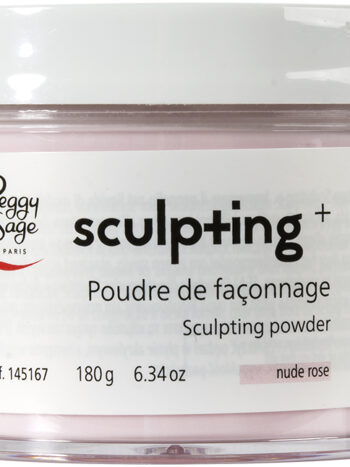 Peggy
Sage
PARIS
sculpting +
Poudre de façonnage
Sculpting powder
f. 145167 180 g 6.34 oz nude rose